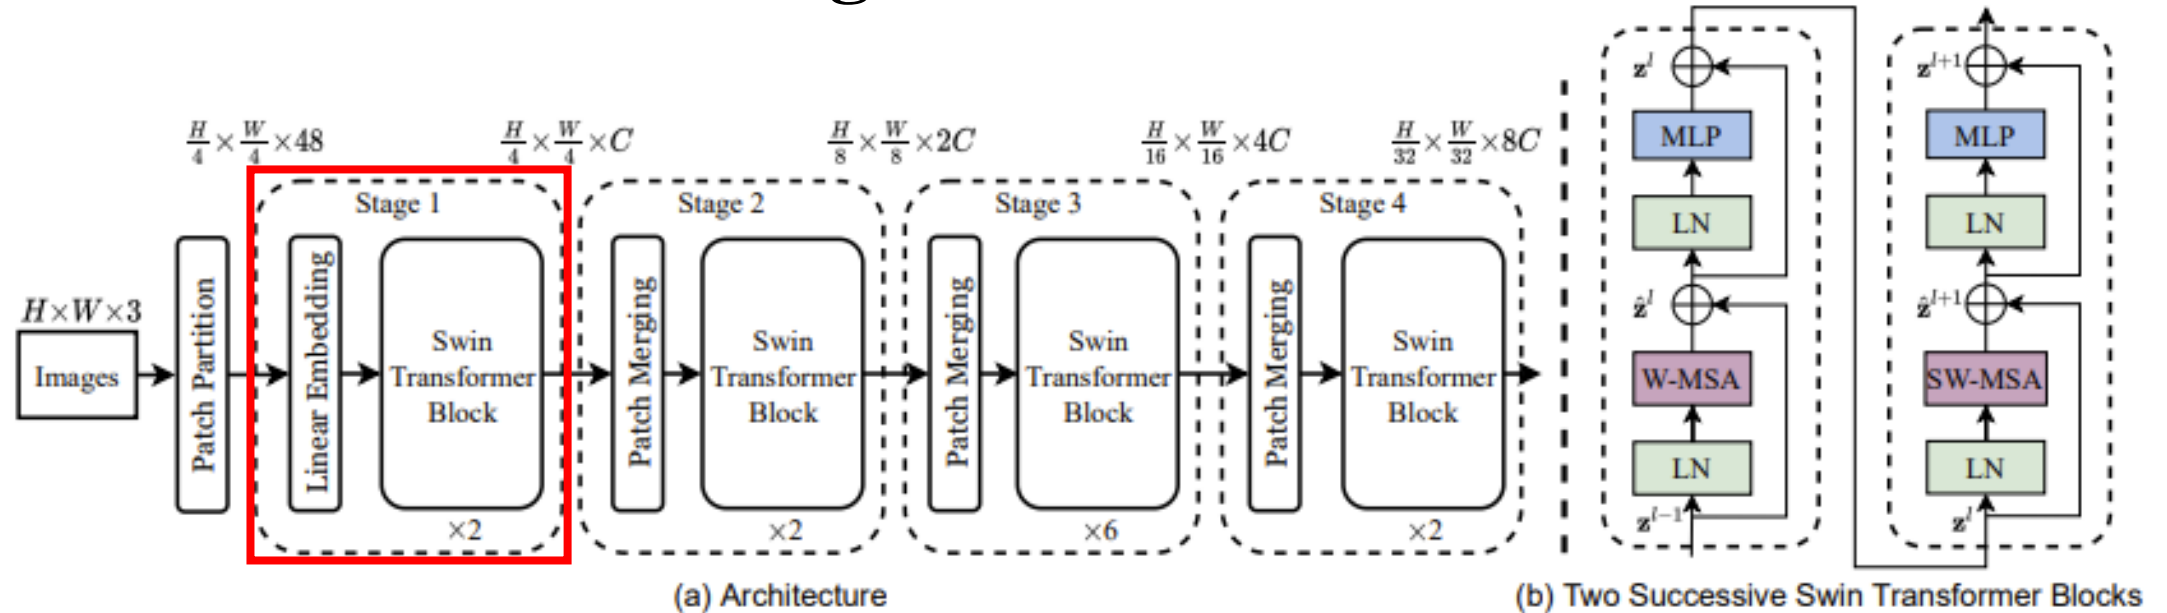 H/4 × W/4 × 48
H/4 × W/4 × C
H/8 × W/8 × 2C
H/16 × W/16 × 4C
H/32 × W/32 × 8C
H×W×3
Images
Patch Partition
Stage 1
Linear Embedding
Swin
Transformer
Block
×2
Stage 2
Patch Merging
Swin
Transformer
Block
×2
Stage 3
Patch Merging
Swin
Transformer
Block
×6
Stage 4
Patch Merging
Swin
Transformer
Block
×2
(a) Architecture
z^l
MLP
LN
ẑ^l
W-MSA
LN
z^{l-1}
z^{l+1}
MLP
LN
ẑ^{l+1}
SW-MSA
LN
z^l
(b) Two Successive Swin Transformer Blocks